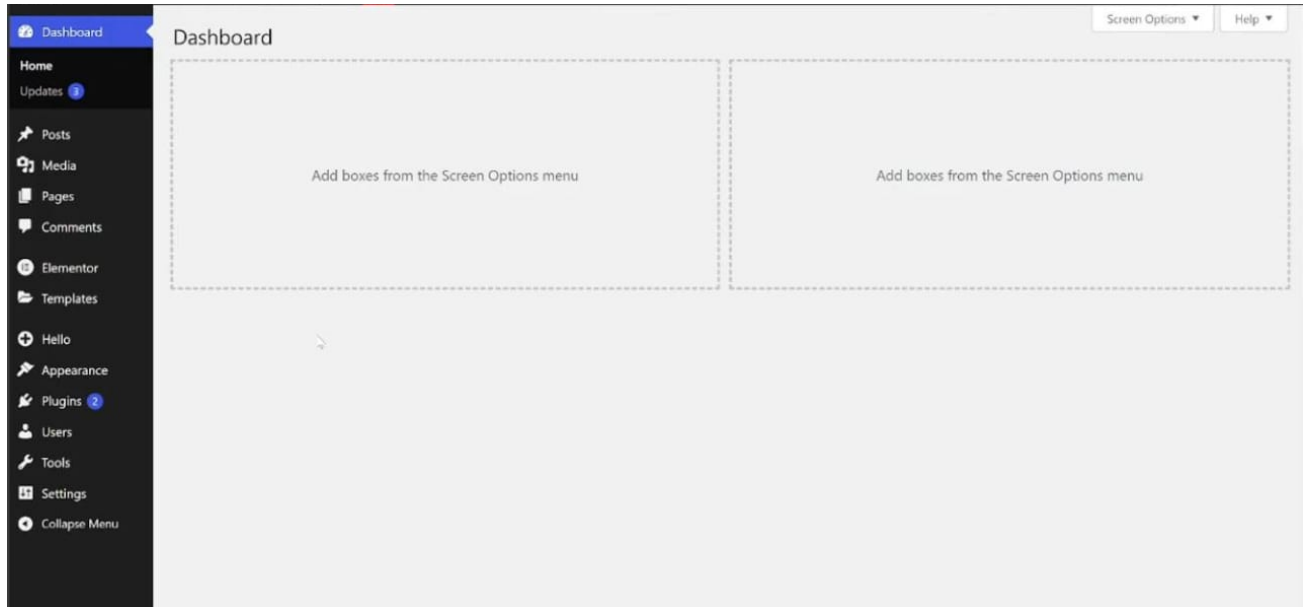 Dashboard
Home
Updates 3
Posts
Media
Pages
Comments
Elementor
Templates
Hello
Appearance
Plugins 2
Users
Tools
Settings
Collapse Menu
Screen Options ▼ Help ▼
Dashboard
Add boxes from the Screen Options menu
Add boxes from the Screen Options menu